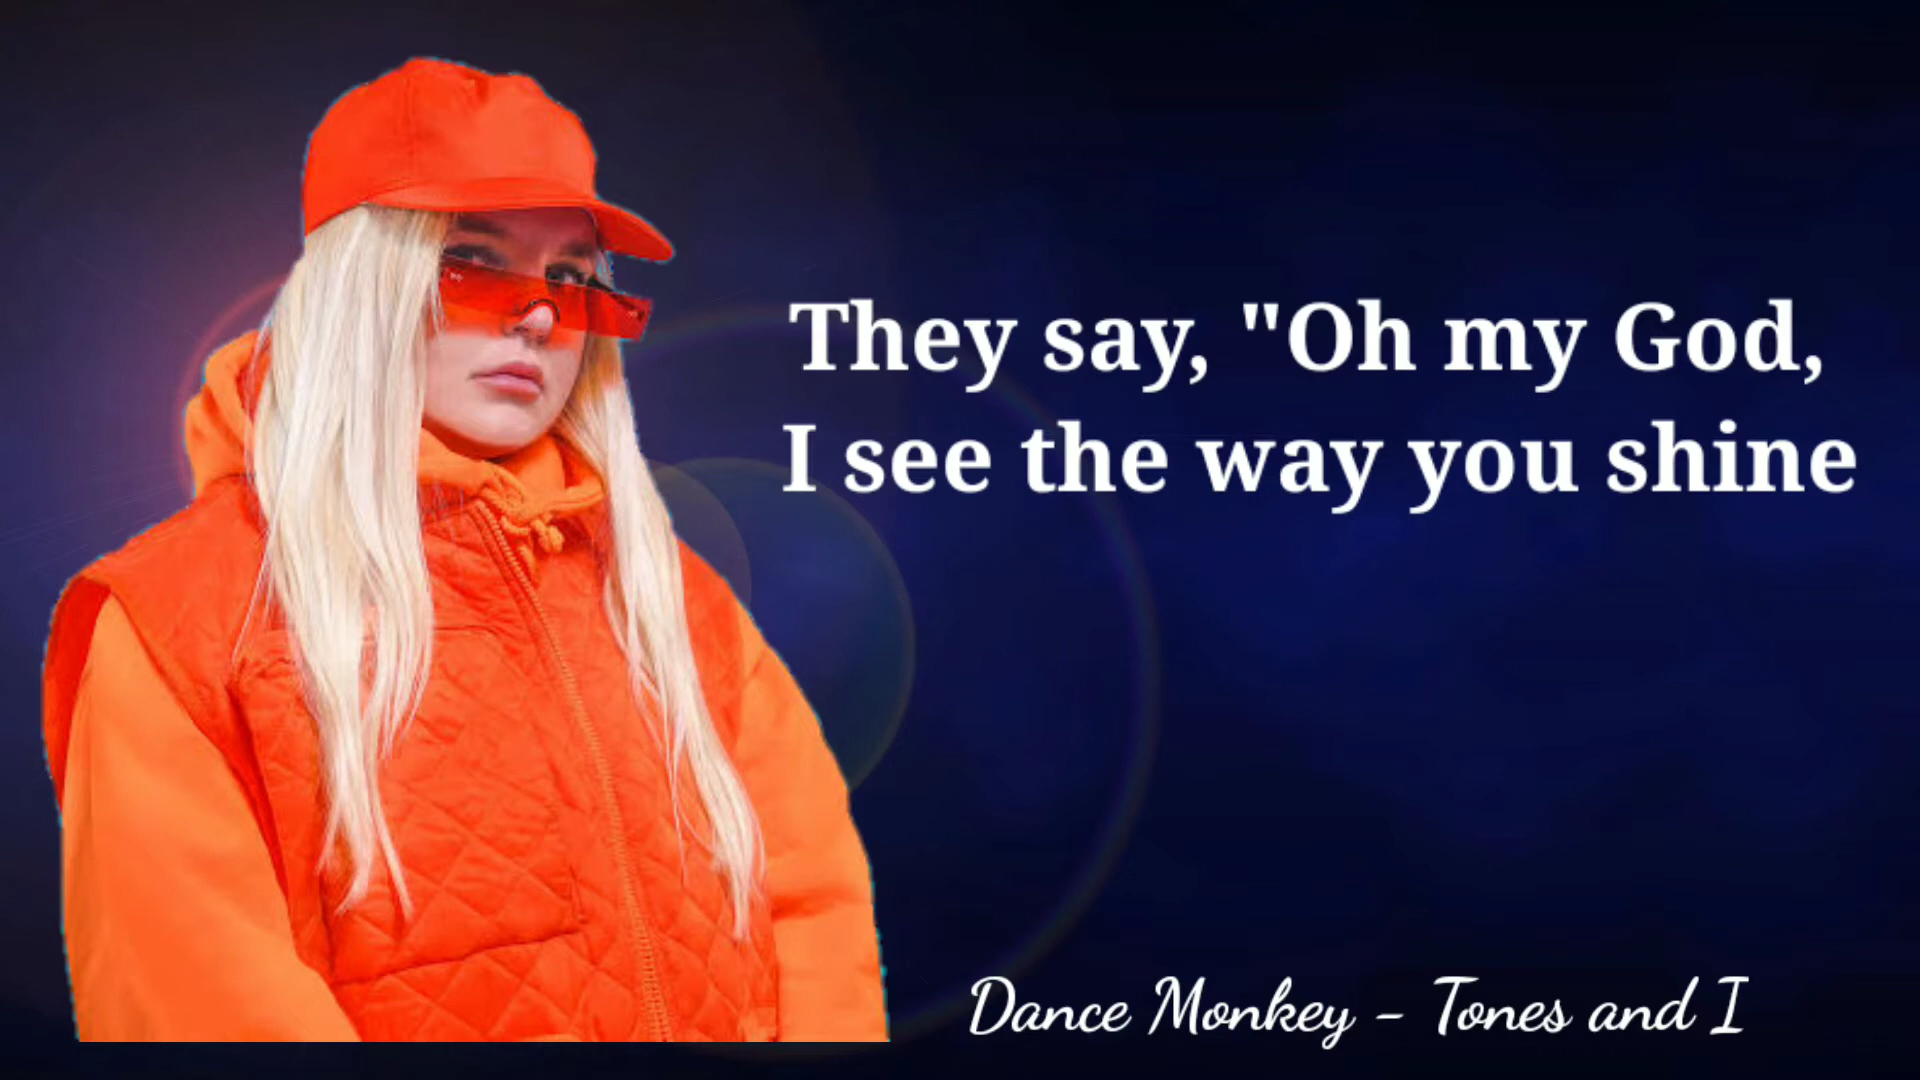 They say, "Oh my God,
I see the way you shine
Dance Monkey - Tones and I